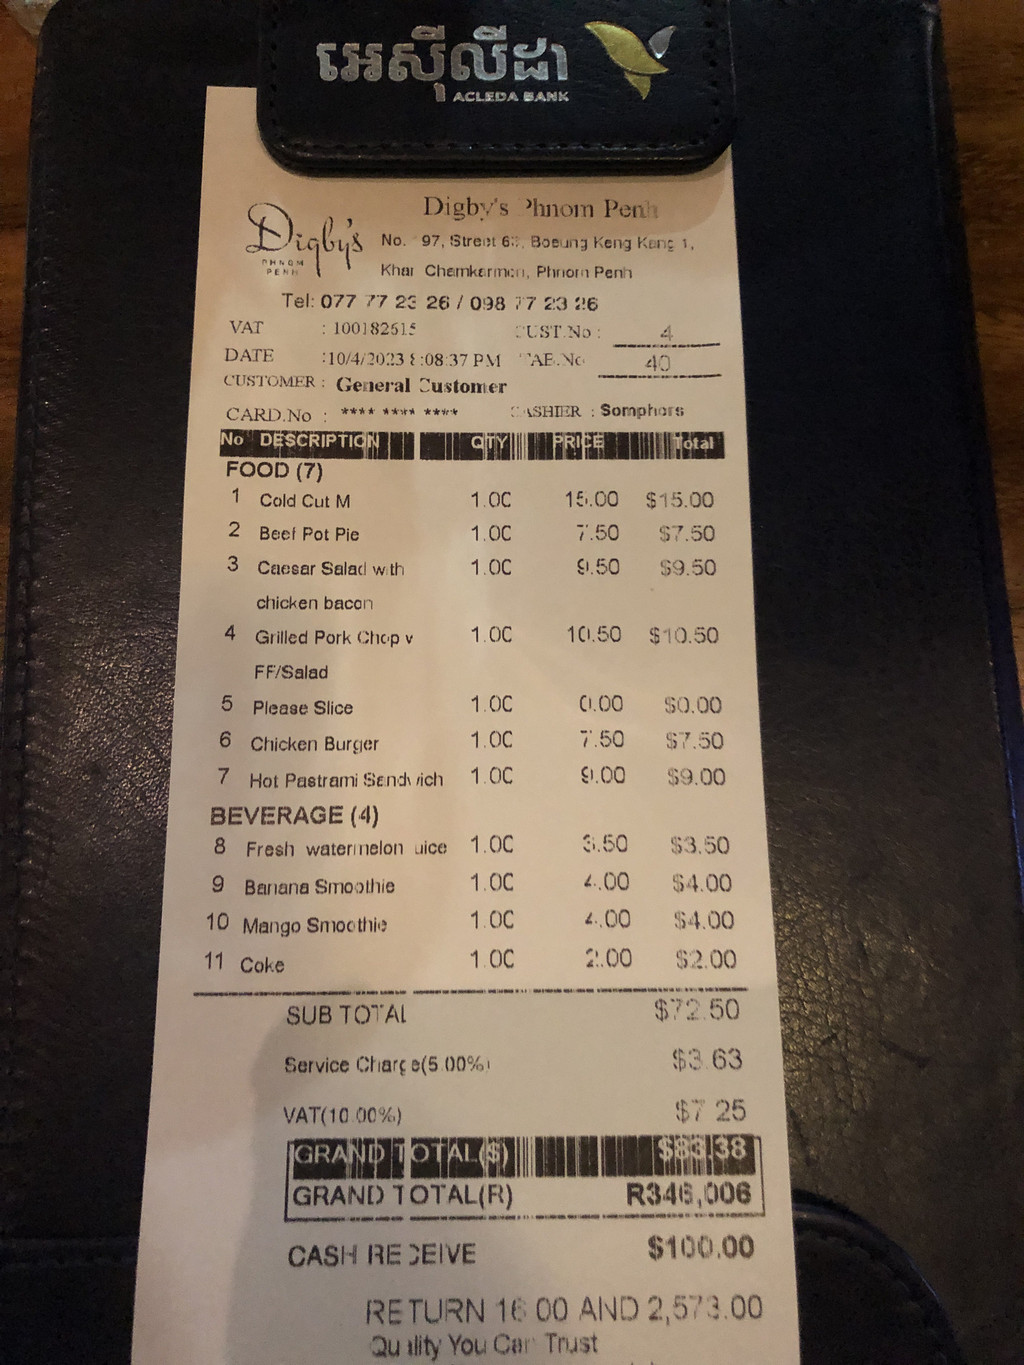 អេស៊ីលីដា
ACLEDA BANK
Digby's
PHNOM
PENH
Digby's Phnom Penh
No. 97, Street 63, Boeung Keng Kang 1,
Khan Chamkarmon, Phnom Penh
Tel: 077 77 23 26 / 098 77 23 26
VAT : 100182615 CUST.No : 4
DATE :10/4/2023 8:08:37 PM TAB.No 40
CUSTOMER : General Customer
CARD.No : **** **** **** CASHIER : Somphors
No DESCRIPTION QTY PRICE Total
FOOD (7)
1 Cold Cut M 1.00 15.00 $15.00
2 Beef Pot Pie 1.00 7.50 $7.50
3 Caesar Salad with 1.00 9.50 $9.50
chicken bacon
4 Grilled Pork Chop w 1.00 10.50 $10.50
FF/Salad
5 Please Slice 1.00 0.00 $0.00
6 Chicken Burger 1.00 7.50 $7.50
7 Hot Pastrami Sandwich 1.00 9.00 $9.00
BEVERAGE (4)
8 Fresh watermelon juice 1.00 3.50 $3.50
9 Banana Smoothie 1.00 4.00 $4.00
10 Mango Smoothie 1.00 4.00 $4.00
11 Coke 1.00 2.00 $2.00
SUB TOTAL $72.50
Service Charge(5.00%) $3.63
VAT(10.00%) $7.25
GRAND TOTAL($) $83.38
GRAND TOTAL(R) R346,006
CASH RECEIVE $100.00
RETURN 16.00 AND 2,573.00
Quality You Can Trust